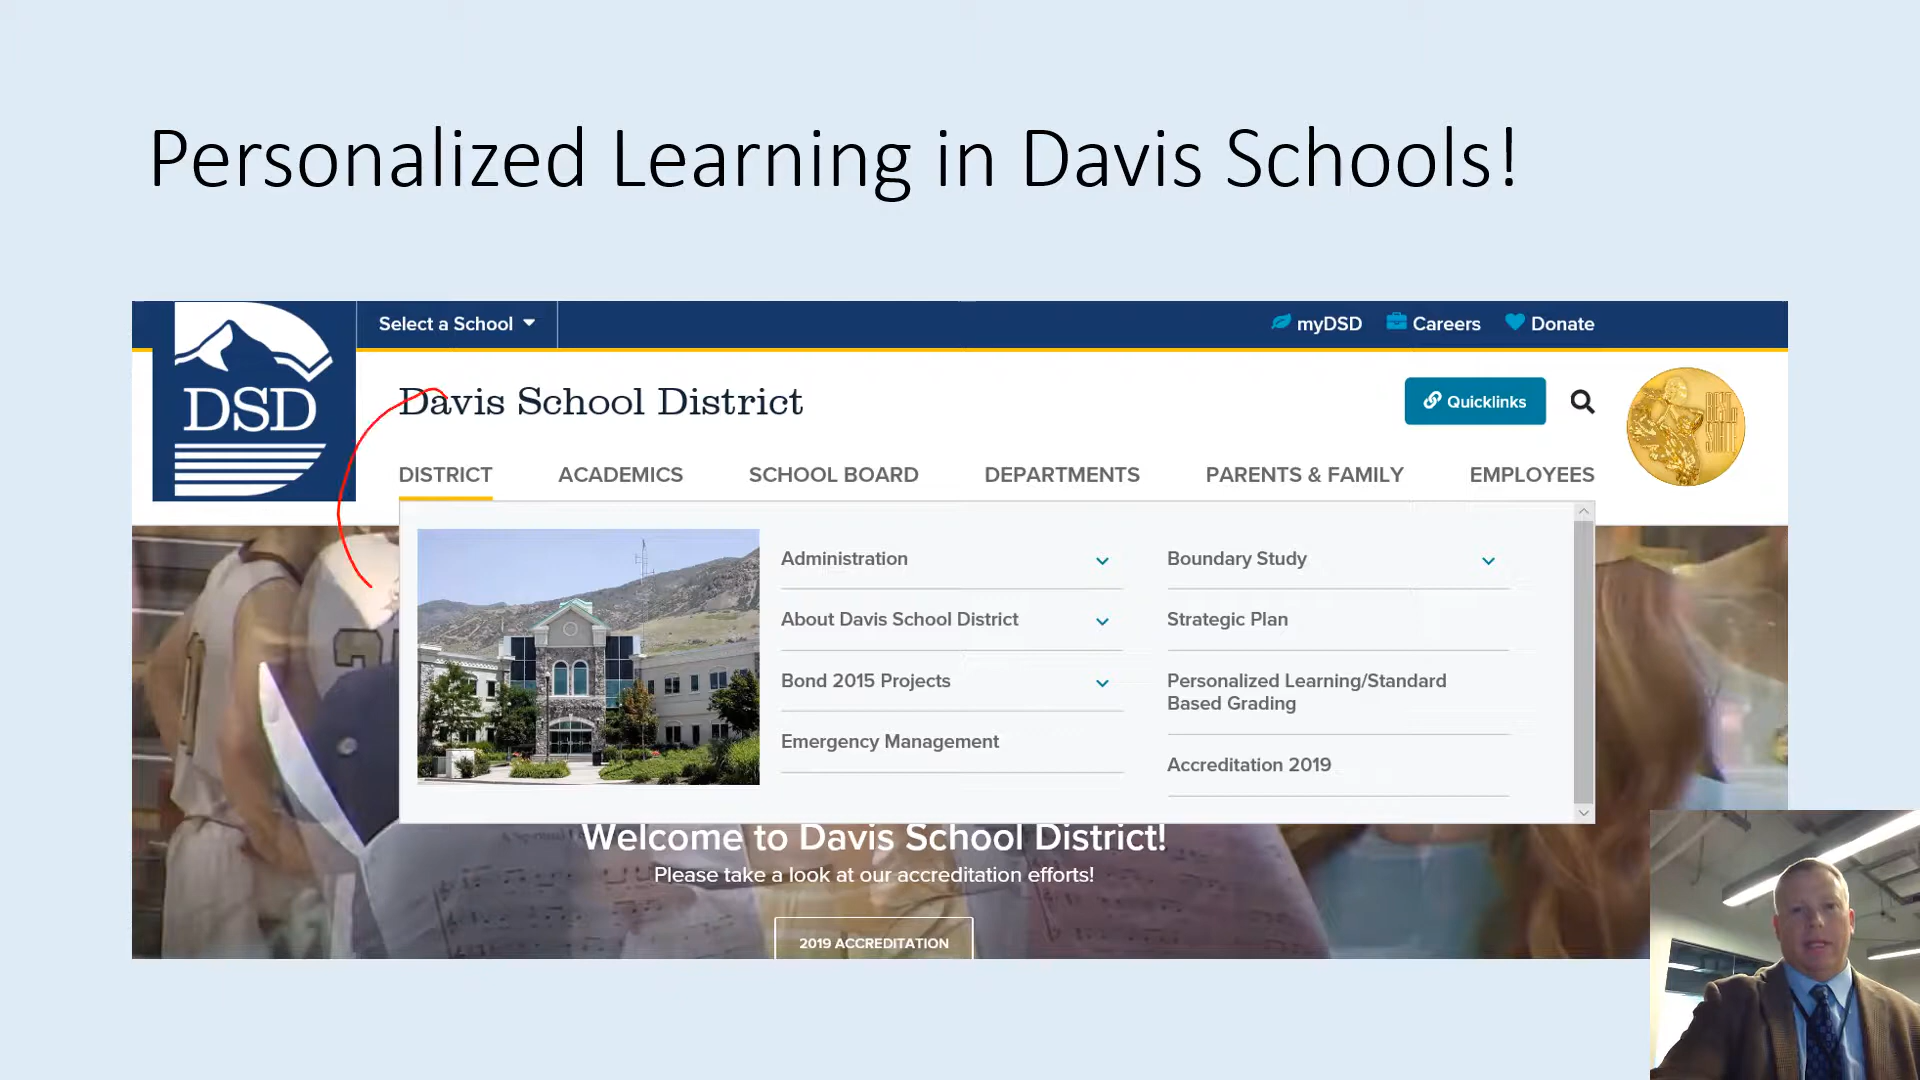 Personalized Learning in Davis Schools!
Select a School
myDSD
Careers
Donate
DSD
Davis School District
Quicklinks
BEST OF STATE
DISTRICT
ACADEMICS
SCHOOL BOARD
DEPARTMENTS
PARENTS & FAMILY
EMPLOYEES
Administration
Boundary Study
About Davis School District
Strategic Plan
Bond 2015 Projects
Personalized Learning/Standard
Based Grading
Emergency Management
Accreditation 2019
Welcome to Davis School District!
Please take a look at our accreditation efforts!
2019 ACCREDITATION